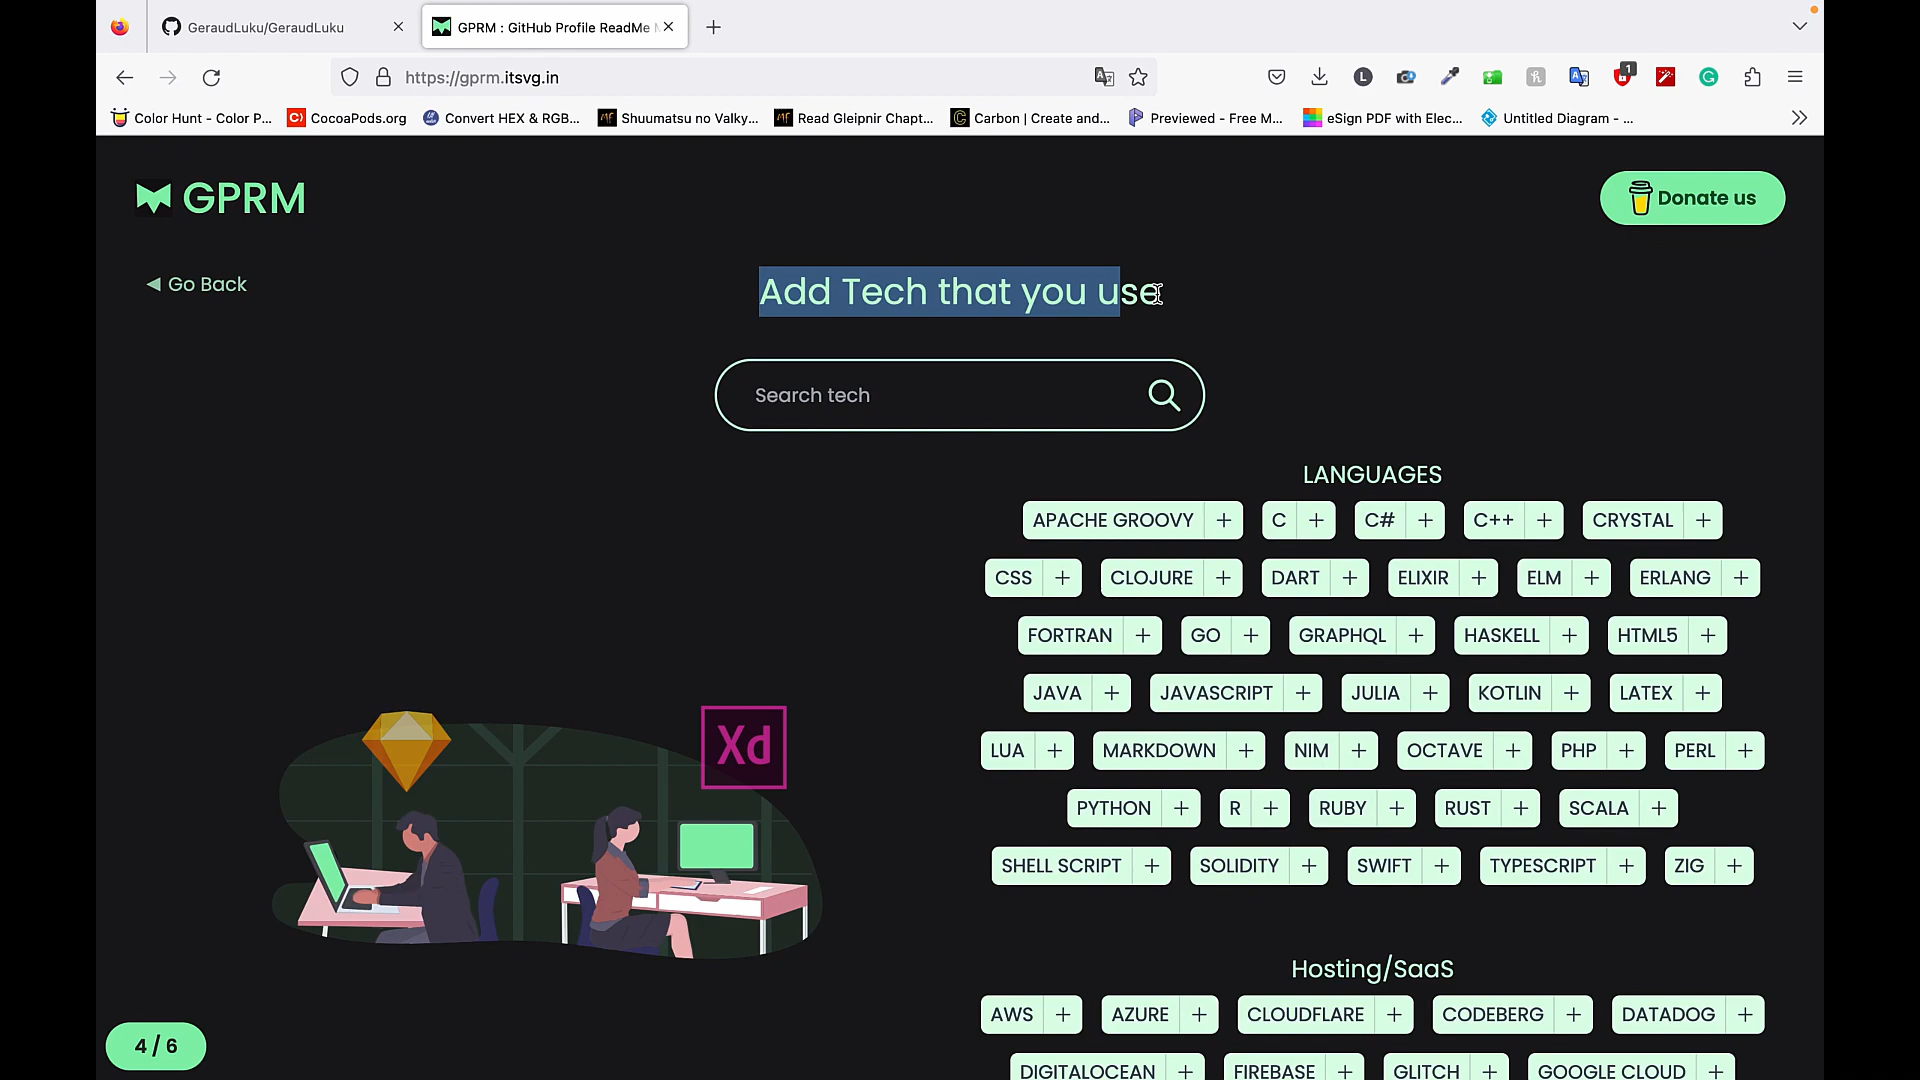 GeraudLuku/GeraudLuku
GPRM : GitHub Profile ReadMe
https://gprm.itsvg.in
L
1
Color Hunt - Color P...
CocoaPods.org
Convert HEX & RGB...
Shuumatsu no Valky...
Read Gleipnir Chapt...
Carbon | Create and...
Previewed - Free M...
eSign PDF with Elec...
Untitled Diagram - ...
GPRM
Donate us
Go Back
Add Tech that you use
Search tech
LANGUAGES
APACHE GROOVY + C + C# + C++ + CRYSTAL +
CSS + CLOJURE + DART + ELIXIR + ELM + ERLANG +
FORTRAN + GO + GRAPHQL + HASKELL + HTML5 +
JAVA + JAVASCRIPT + JULIA + KOTLIN + LATEX +
LUA + MARKDOWN + NIM + OCTAVE + PHP + PERL +
PYTHON + R + RUBY + RUST + SCALA +
SHELL SCRIPT + SOLIDITY + SWIFT + TYPESCRIPT + ZIG +
Xd
Hosting/SaaS
AWS + AZURE + CLOUDFLARE + CODEBERG + DATADOG +
DIGITALOCEAN + FIREBASE + GLITCH + GOOGLE CLOUD +
4 / 6